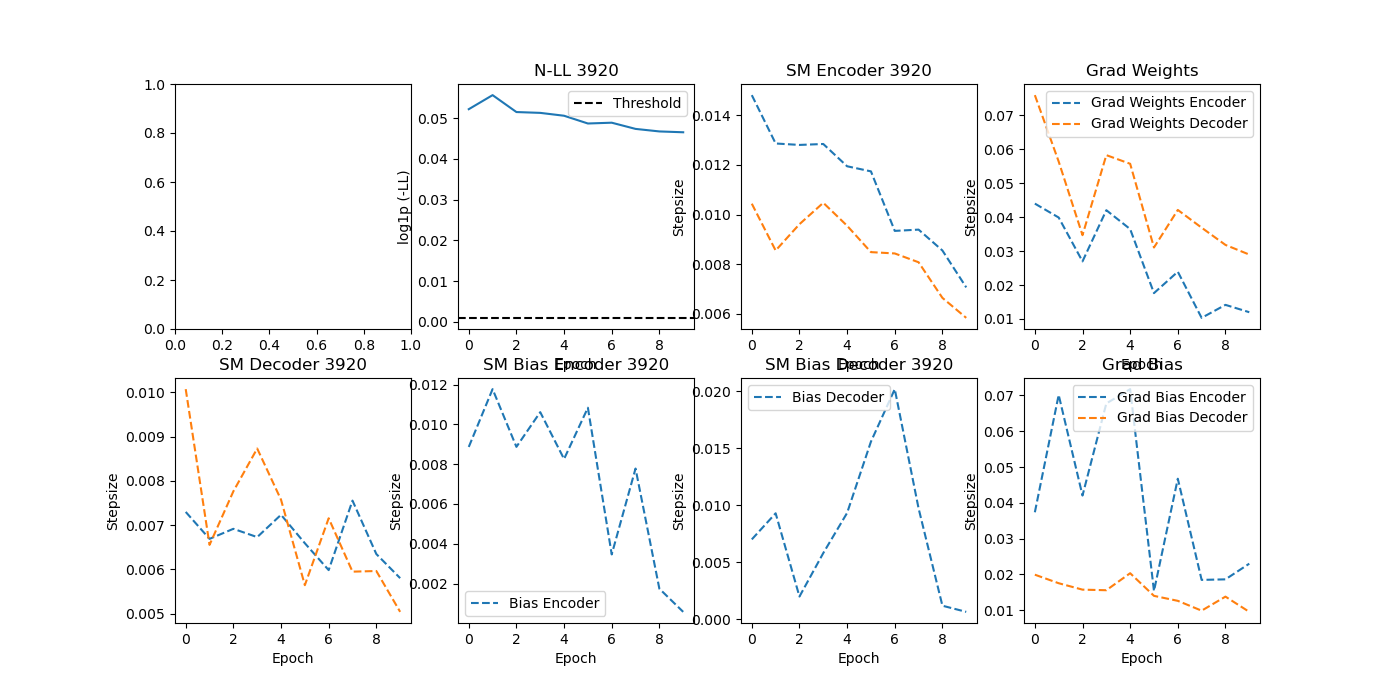 N-LL 3920
SM Encoder 3920
Grad Weights
1.0
0.8
0.6
0.4
0.2
0.0
0.0 0.2 0.4 0.6 0.8 1.0
log1p (-LL)
0.05
0.04
0.03
0.02
0.01
0.00
Threshold
0 2 4 6 8
Epoch
Stepsize
0.014
0.012
0.010
0.008
0.006
0 2 4 6 8
Epoch
Stepsize
0.07
0.06
0.05
0.04
0.03
0.02
0.01
Grad Weights Encoder
Grad Weights Decoder
0 2 4 6 8
Epoch
SM Decoder 3920
SM Bias Encoder 3920
SM Bias Decoder 3920
Grad Bias
Stepsize
0.010
0.009
0.008
0.007
0.006
0.005
0 2 4 6 8
Epoch
Stepsize
0.012
0.010
0.008
0.006
0.004
0.002
Bias Encoder
0 2 4 6 8
Epoch
Stepsize
0.020
0.015
0.010
0.005
0.000
Bias Decoder
0 2 4 6 8
Epoch
Stepsize
0.07
0.06
0.05
0.04
0.03
0.02
0.01
Grad Bias Encoder
Grad Bias Decoder
0 2 4 6 8
Epoch